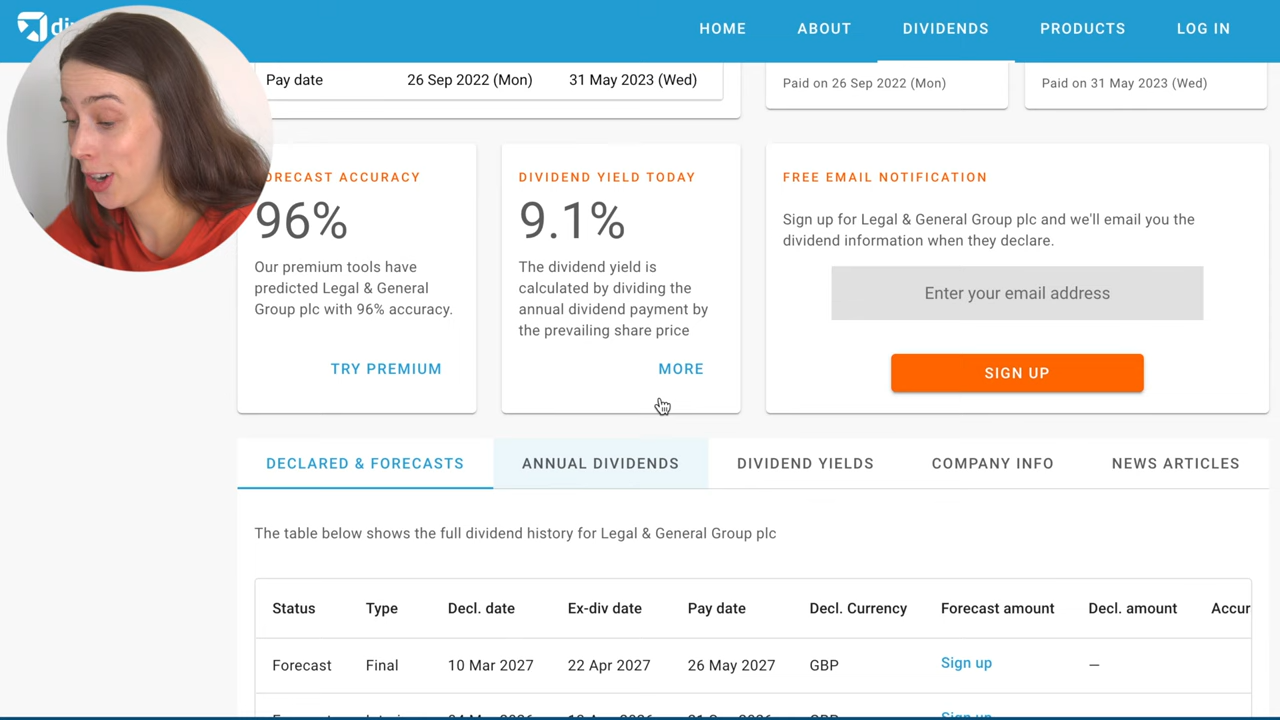 HOME ABOUT DIVIDENDS PRODUCTS LOG IN
Pay date 26 Sep 2022 (Mon) 31 May 2023 (Wed)
Paid on 26 Sep 2022 (Mon)
Paid on 31 May 2023 (Wed)
ORECAST ACCURACY
96%
Our premium tools have
predicted Legal & General
Group plc with 96% accuracy.
TRY PREMIUM
DIVIDEND YIELD TODAY
9.1%
The dividend yield is
calculated by dividing the
annual dividend payment by
the prevailing share price
MORE
FREE EMAIL NOTIFICATION
Sign up for Legal & General Group plc and we'll email you the
dividend information when they declare.
Enter your email address
SIGN UP
DECLARED & FORECASTS ANNUAL DIVIDENDS DIVIDEND YIELDS COMPANY INFO NEWS ARTICLES
The table below shows the full dividend history for Legal & General Group plc
Status Type Decl. date Ex-div date Pay date Decl. Currency Forecast amount Decl. amount Accur
Forecast Final 10 Mar 2027 22 Apr 2027 26 May 2027 GBP Sign up —
Sign up